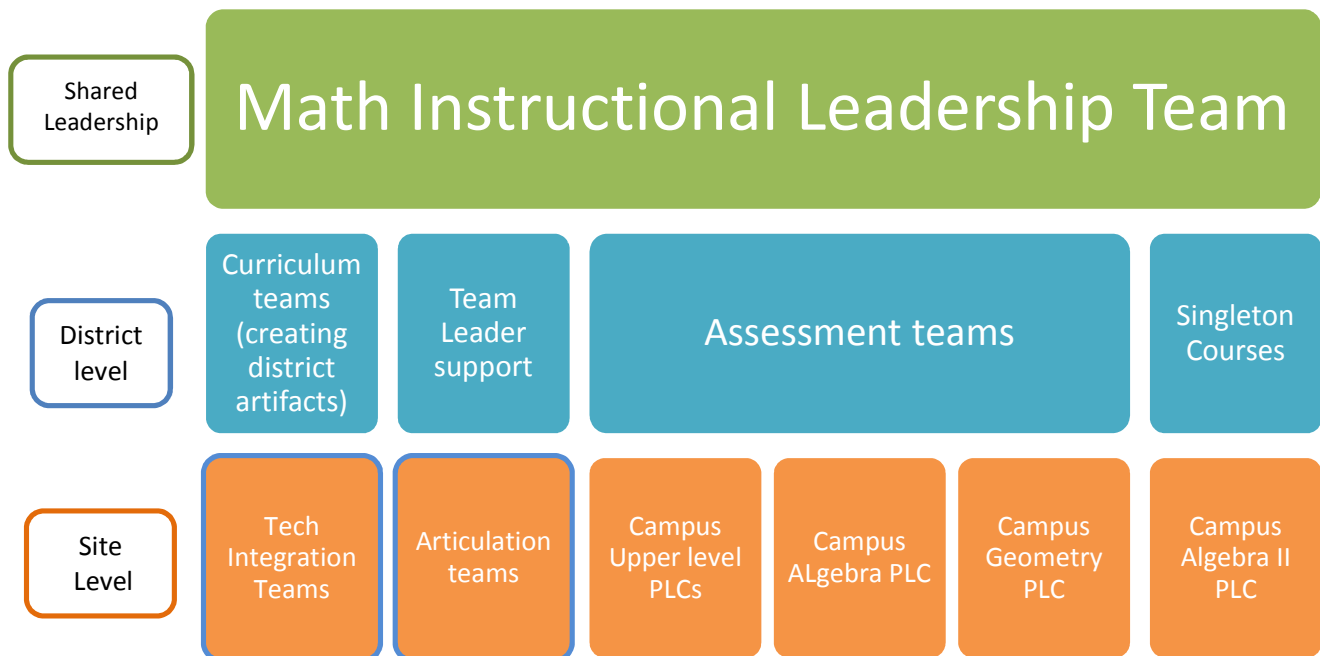 Shared
Leadership
Math Instructional Leadership Team
District
level
Curriculum
teams
(creating
district
artifacts)
Team
Leader
support
Assessment teams
Singleton
Courses
Site
Level
Tech
Integration
Teams
Articulation
teams
Campus
Upper level
PLCs
Campus
ALgebra PLC
Campus
Geometry
PLC
Campus
Algebra II
PLC